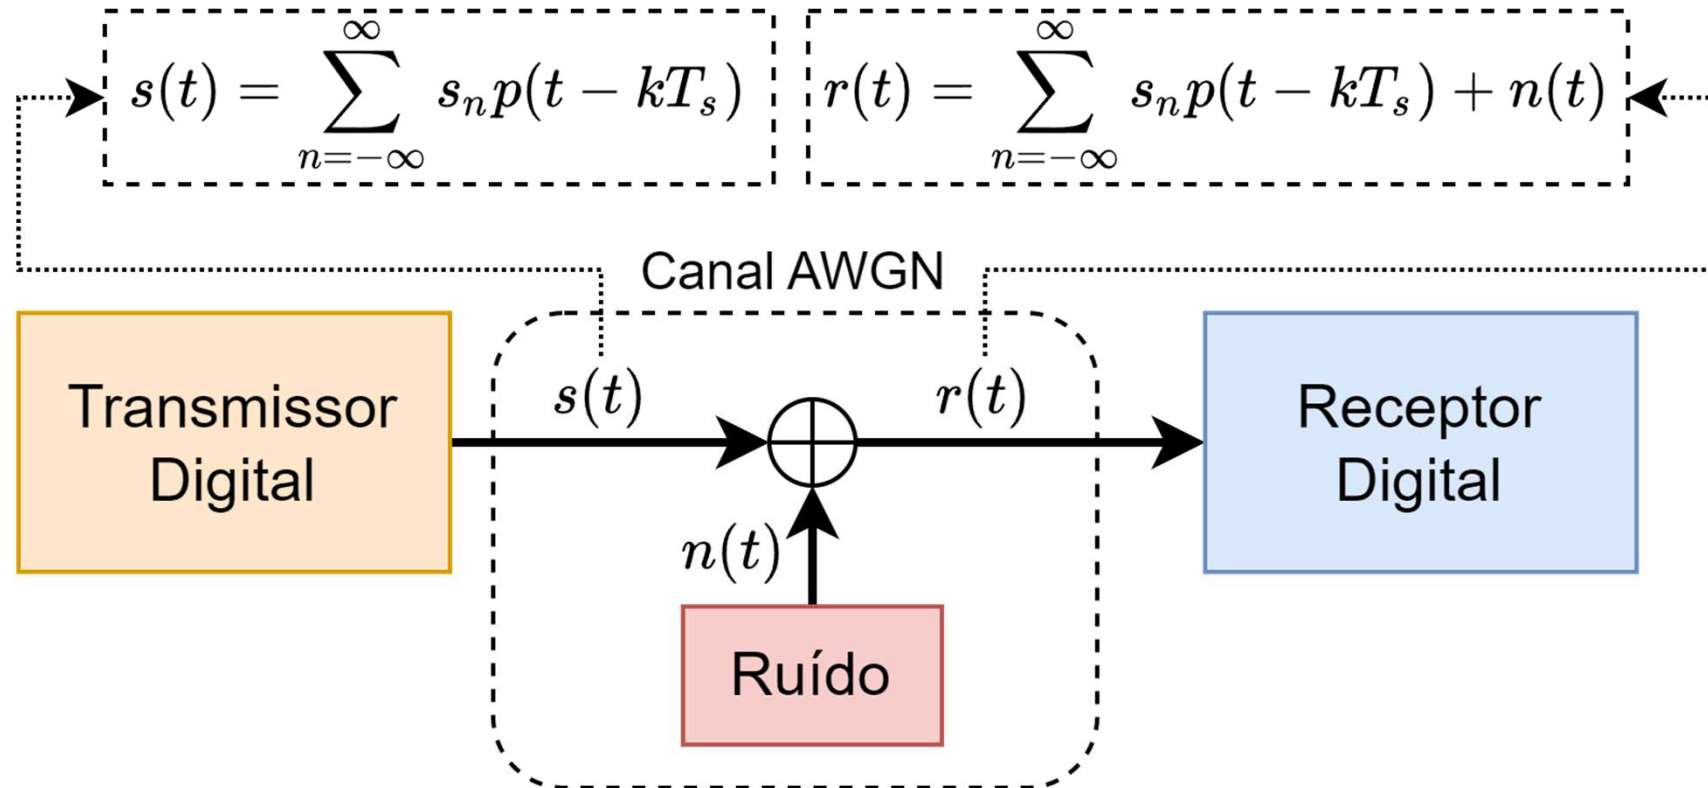 s(t) = ∑_{n=-∞}^{∞} s_n p(t − kT_s)
r(t) = ∑_{n=-∞}^{∞} s_n p(t − kT_s) + n(t)
Canal AWGN
Transmissor
Digital
s(t)
r(t)
n(t)
Ruído
Receptor
Digital